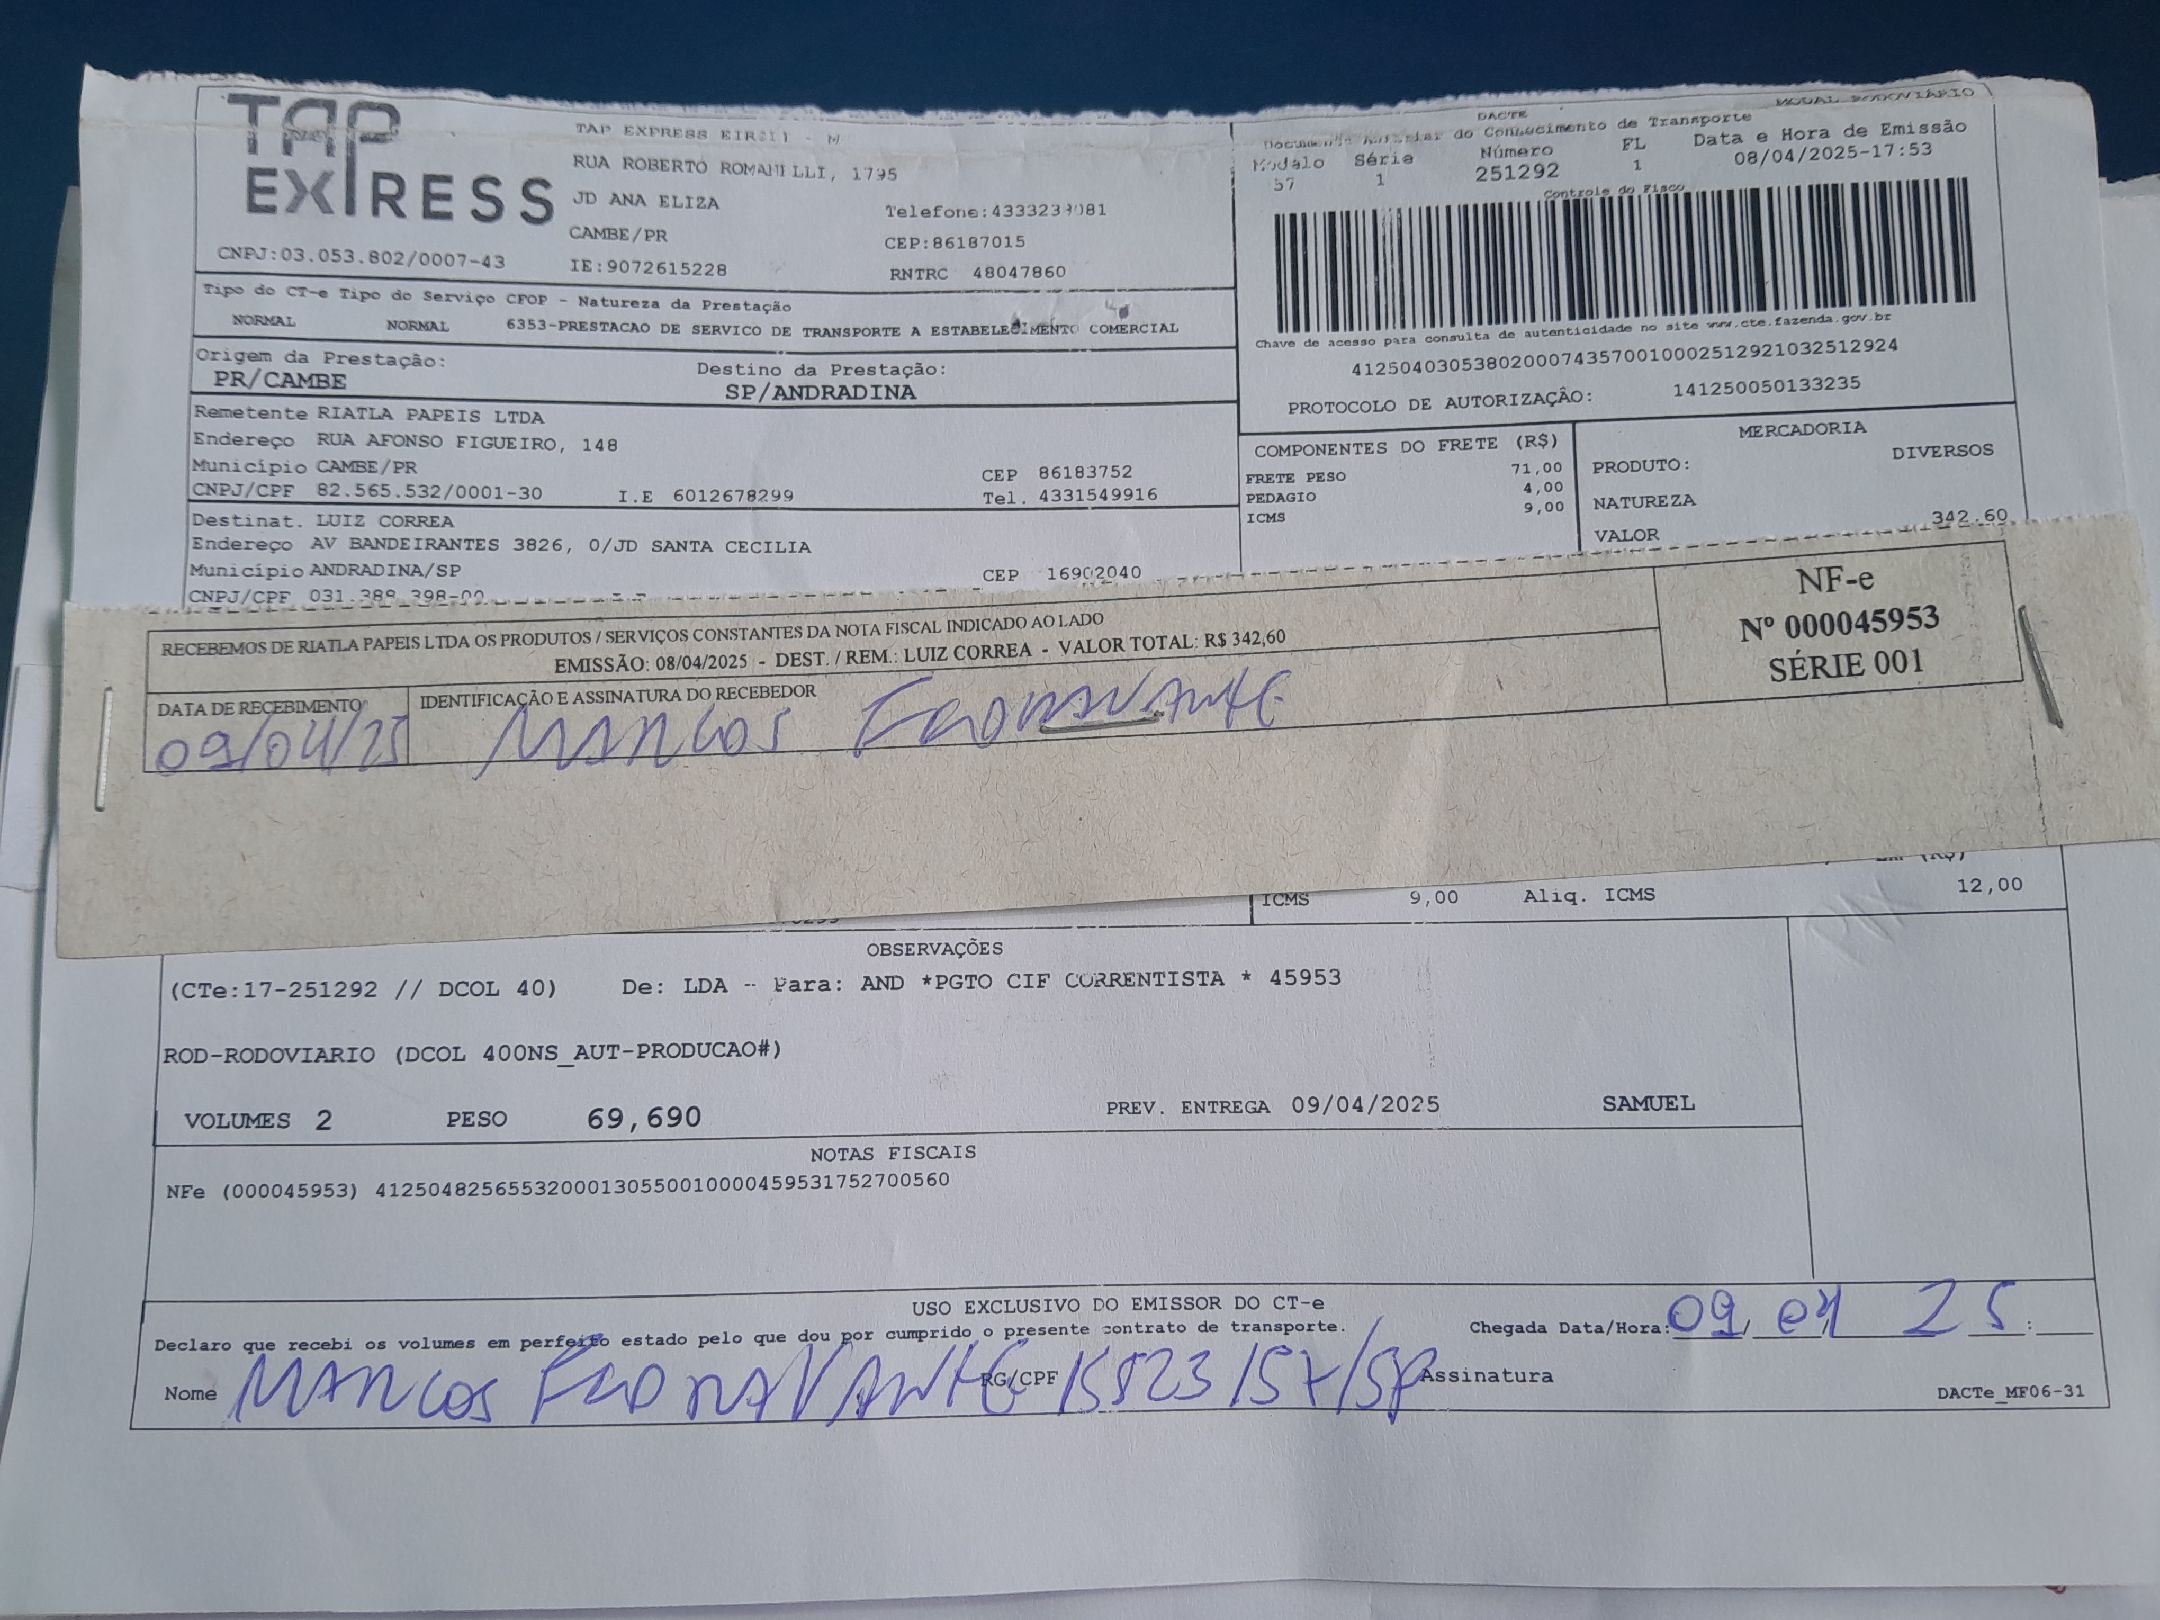 TAP
EXPRESS
CNPJ:03.053.802/0007-43
TAP EXPRESS EIRELI - M
RUA ROBERTO ROMANILLI, 1795
JD ANA ELIZA
Telefone:43332
CAMBE/PR
CEP:86187015
IE:9072615228
RNTRC 48047860
MODAL RODOVIÁRIO
DACTE
Documento Auxiliar do Conhecimento de Transporte
Modelo Série Número FL Data e Hora de Emissão
57 1 251292 1 08/04/2025-17:53
Controle do Fisco
Chave de acesso para consulta de autenticidade no site www.cte.fazenda.gov.br
41250403053802000743570010002512921032512924
PROTOCOLO DE AUTORIZAÇÃO: 141250050133235
Tipo do CT-e Tipo do Serviço CFOP - Natureza da Prestação
NORMAL NORMAL 6353-PRESTACAO DE SERVICO DE TRANSPORTE A ESTABELECIMENTO COMERCIAL
Origem da Prestação: Destino da Prestação:
PR/CAMBE SP/ANDRADINA
Remetente RIATLA PAPEIS LTDA
Endereço RUA AFONSO FIGUEIRO, 148
Município CAMBE/PR CEP 86183752
CNPJ/CPF 82.565.532/0001-30 I.E 6012678299 Tel. 4331549916
Destinat. LUIZ CORREA
Endereço AV BANDEIRANTES 3826, 0/JD SANTA CECILIA
Município ANDRADINA/SP CEP 16902040
CNPJ/CPF 031.388.398-00
COMPONENTES DO FRETE (R$)
FRETE PESO 71,00
PEDAGIO 4,00
ICMS 9,00
MERCADORIA
PRODUTO: DIVERSOS
NATUREZA
VALOR 342.60
RECEBEMOS DE RIATLA PAPEIS LTDA OS PRODUTOS / SERVIÇOS CONSTANTES DA NOTA FISCAL INDICADO AO LADO
EMISSÃO: 08/04/2025 - DEST. / REM.: LUIZ CORREA - VALOR TOTAL: R$ 342,60
DATA DE RECEBIMENTO
09/04/25
IDENTIFICAÇÃO E ASSINATURA DO RECEBEDOR
MARCOS
NF-e
Nº 000045953
SÉRIE 001
(R$)
ICMS 9,00 Aliq. ICMS 12,00
OBSERVAÇÕES
(CTe:17-251292 // DCOL 40) De: LDA - Para: AND *PGTO CIF CORRENTISTA * 45953
ROD-RODOVIARIO (DCOL 400NS_AUT-PRODUCAO#)
VOLUMES 2 PESO 69,690 PREV. ENTREGA 09/04/2025 SAMUEL
NOTAS FISCAIS
NFe (000045953) 41250482565532000130550010000459531752700560
USO EXCLUSIVO DO EMISSOR DO CT-e
Declaro que recebi os volumes em perfeito estado pelo que dou por cumprido o presente contrato de transporte.
Chegada Data/Hora: 09/04/25 :
Nome MARCOS RG/CPF Assinatura
DACTe_MF06-31